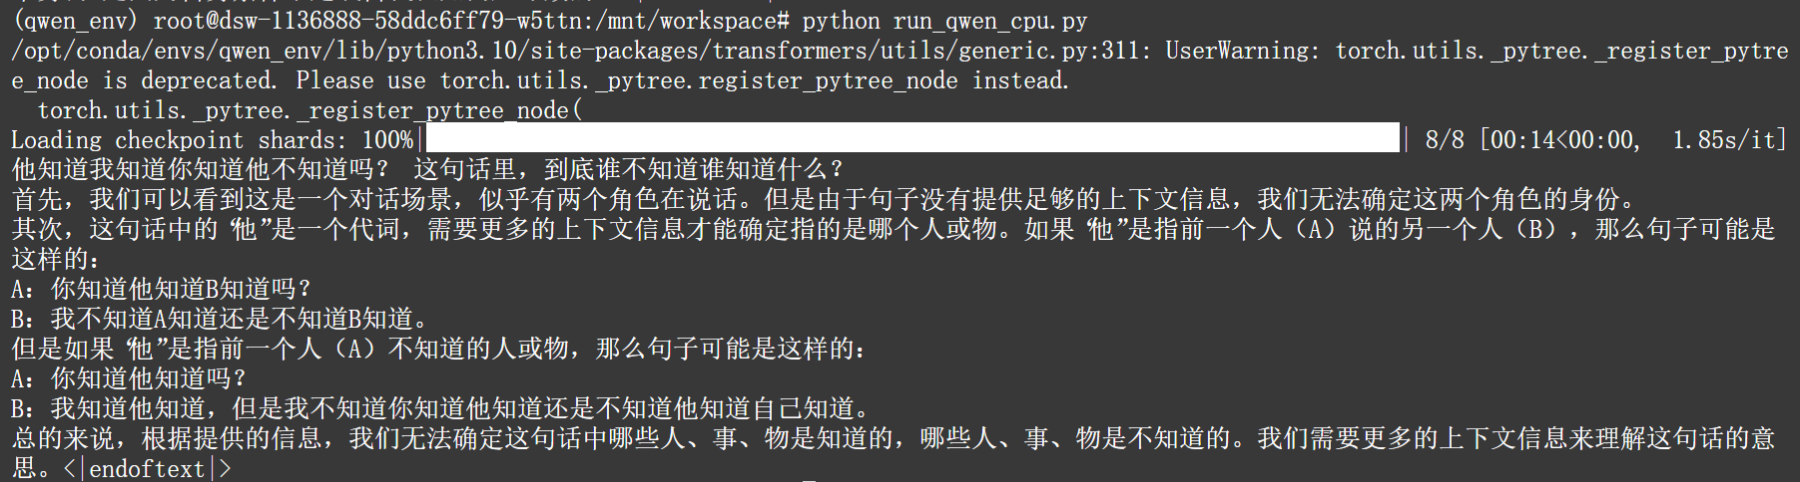 (qwen_env) root@dsw-1136888-58ddc6ff79-w5ttn:/mnt/workspace# python run_qwen_cpu.py
/opt/conda/envs/qwen_env/lib/python3.10/site-packages/transformers/utils/generic.py:311: UserWarning: torch.utils._pytree._register_pytre
e_node is deprecated. Please use torch.utils._pytree.register_pytree_node instead.
  torch.utils._pytree._register_pytree_node(
Loading checkpoint shards: 100%| | 8/8 [00:14<00:00,  1.85s/it]
他知道我知道你知道他不知道吗？ 这句话里，到底谁不知道谁知道什么？
首先，我们可以看到这是一个对话场景，似乎有两个角色在说话。但是由于句子没有提供足够的上下文信息，我们无法确定这两个角色的身份。
其次，这句话中的“他”是一个代词，需要更多的上下文信息才能确定指的是哪个人或物。如果“他”是指前一个人（A）说的另一个人（B），那么句子可能是
这样的：
A：你知道他知道B知道吗？
B：我不知道A知道还是不知道B知道。
但是如果“他”是指前一个人（A）不知道的人或物，那么句子可能是这样的：
A：你知道他知道吗？
B：我知道他知道，但是我不知道你知道他知道还是不知道他知道自己知道。
总的来说，根据提供的信息，我们无法确定这句话中哪些人、事、物是知道的，哪些人、事、物是不知道的。我们需要更多的上下文信息来理解这句话的意
思。<|endoftext|>